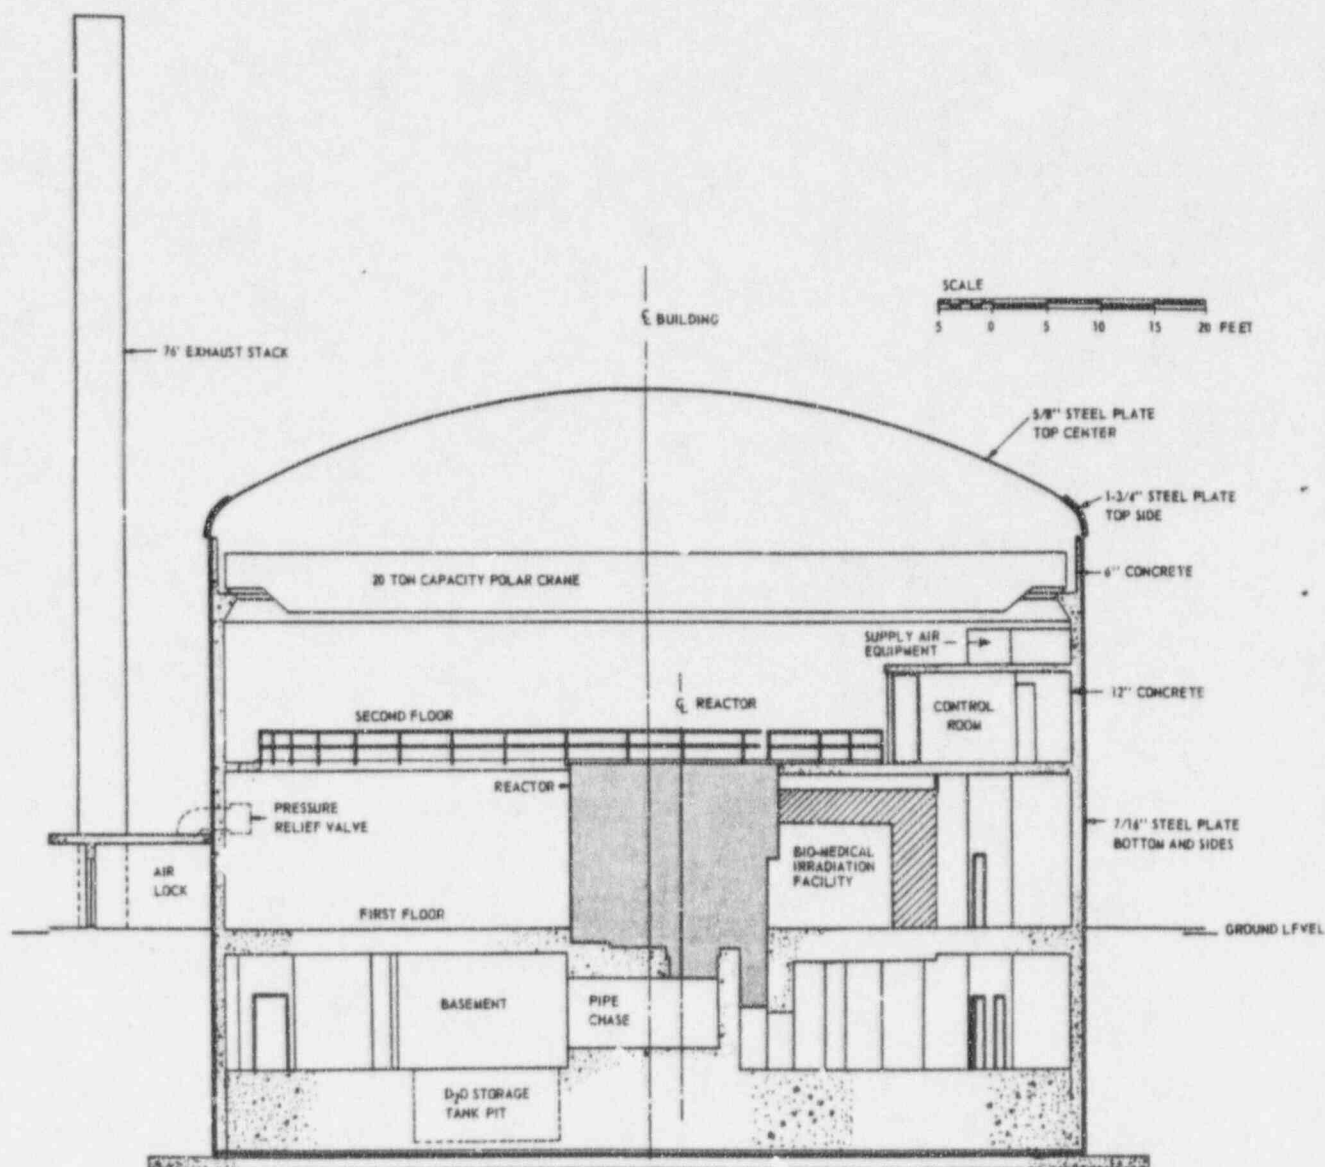 SCALE
5 0 5 10 15 20 FEET
℄ BUILDING
76' EXHAUST STACK
5/8" STEEL PLATE
TOP CENTER
1-3/4" STEEL PLATE
TOP SIDE
20 TON CAPACITY POLAR CRANE
6" CONCRETE
SUPPLY AIR
EQUIPMENT
12" CONCRETE
℄ REACTOR
CONTROL
ROOM
SECOND FLOOR
REACTOR
PRESSURE
RELIEF VALVE
7/16" STEEL PLATE
BOTTOM AND SIDES
BIO-MEDICAL
IRRADIATION
FACILITY
AIR
LOCK
FIRST FLOOR
GROUND LEVEL
BASEMENT
PIPE
CHASE
D₂O STORAGE
TANK PIT